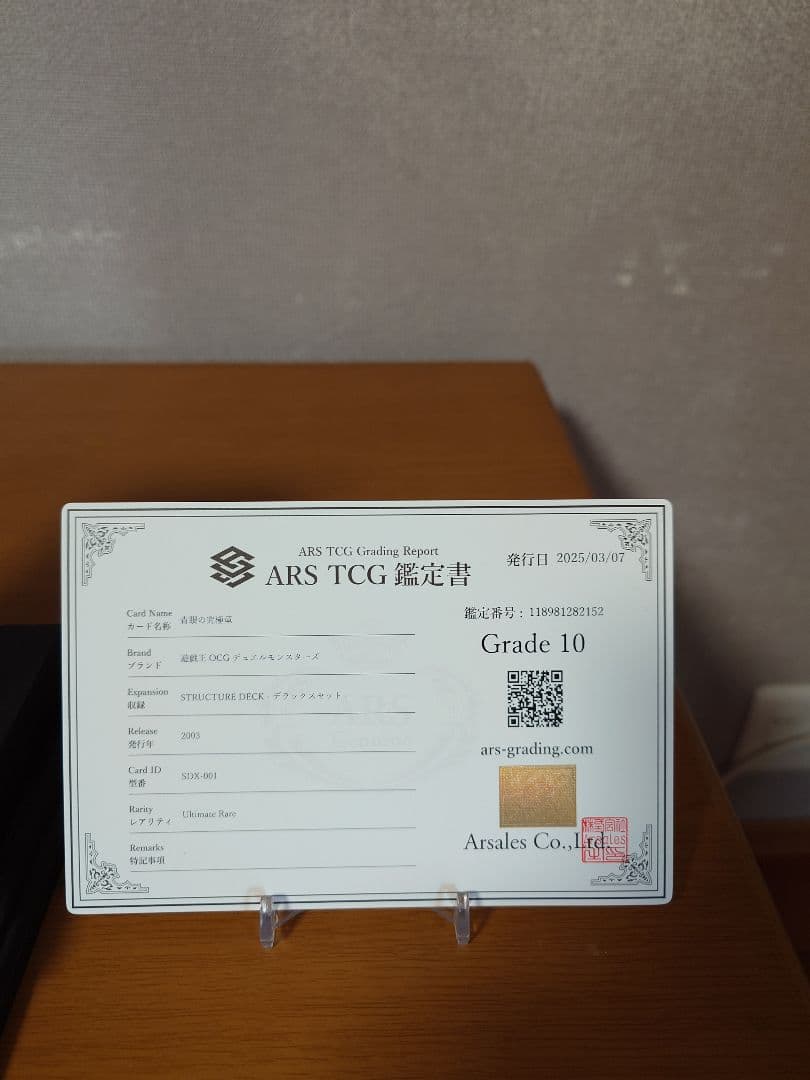 ARS TCG Grading Report
ARS TCG 鑑定書
発行日 2025/03/07
Card Name
カード名称
青眼の究極竜
Brand
ブランド
遊戯王OCG デュエルモンスターズ
Expansion
収録
STRUCTURE DECK - デラックスセット -
Release
発行年
2003
Card ID
型番
SDX-001
Rarity
レアリティ
Ultimate Rare
Remarks
特記事項
鑑定番号 : 118981282152
Grade 10
ars-grading.com
Arsales Co.,Ltd.
ARS